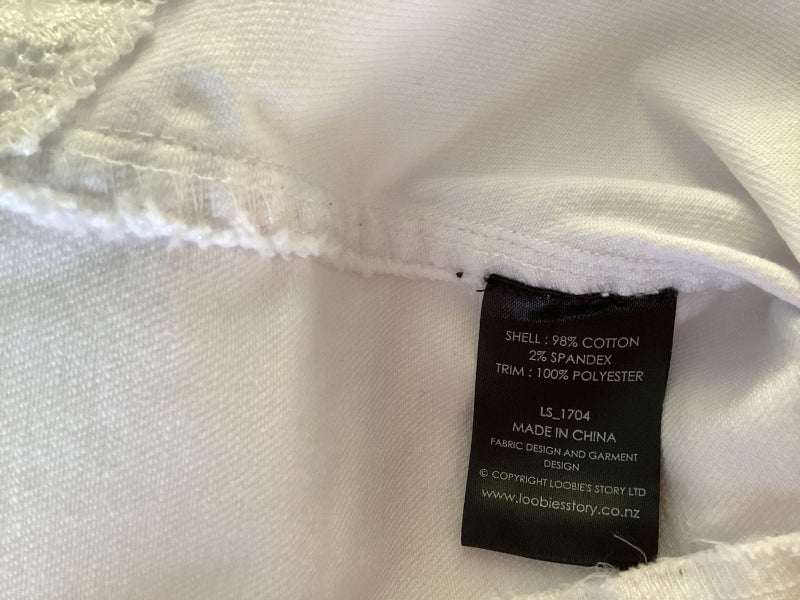 SHELL : 98% COTTON
2% SPANDEX
TRIM : 100% POLYESTER
LS_1704
MADE IN CHINA
FABRIC DESIGN AND GARMENT
DESIGN
© COPYRIGHT LOOBIE'S STORY LTD
www.loobiesstory.co.nz